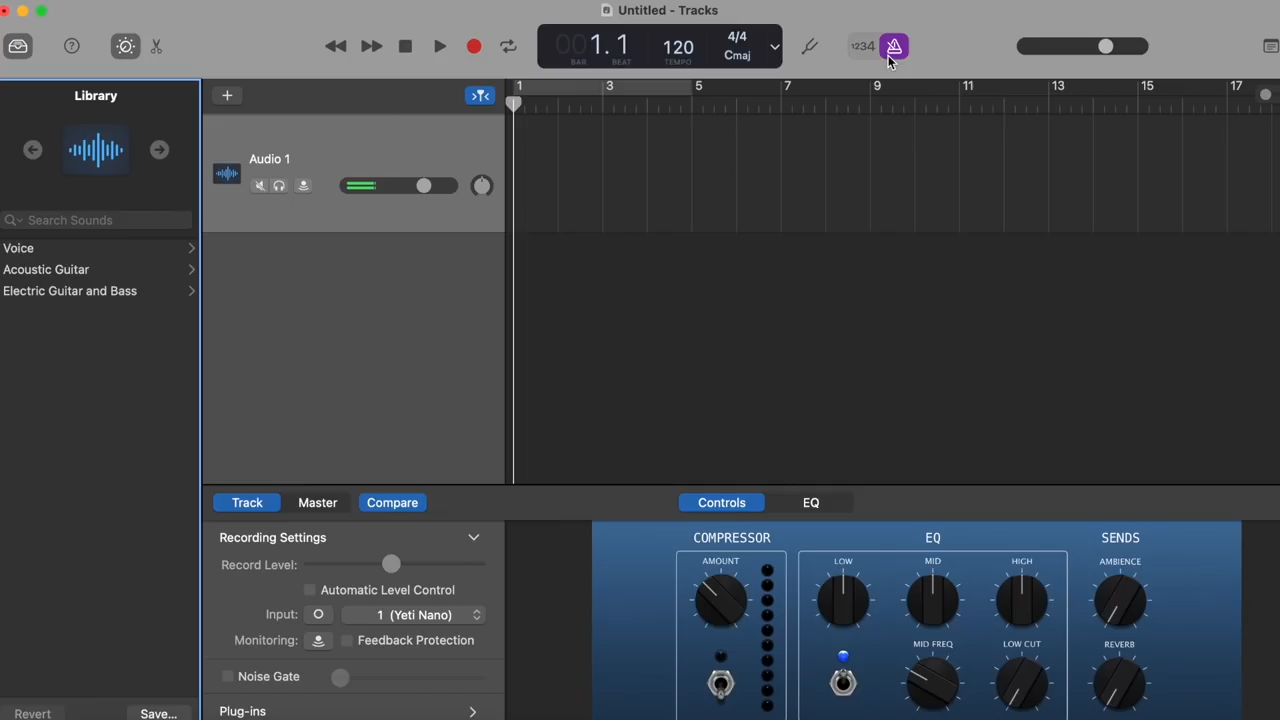 Untitled - Tracks
001.1
BAR
BEAT
120
TEMPO
4/4
Cmaj
1234
Library
Search Sounds
Voice
Acoustic Guitar
Electric Guitar and Bass
Revert
Save...
1 3 5 7 9 11 13 15 17
Audio 1
Track
Master
Compare
Controls
EQ
Recording Settings
Record Level:
Automatic Level Control
Input:
1 (Yeti Nano)
Monitoring:
Feedback Protection
Noise Gate
Plug-ins
COMPRESSOR
EQ
SENDS
AMOUNT
LOW
MID
HIGH
AMBIENCE
MID FREQ
LOW CUT
REVERB